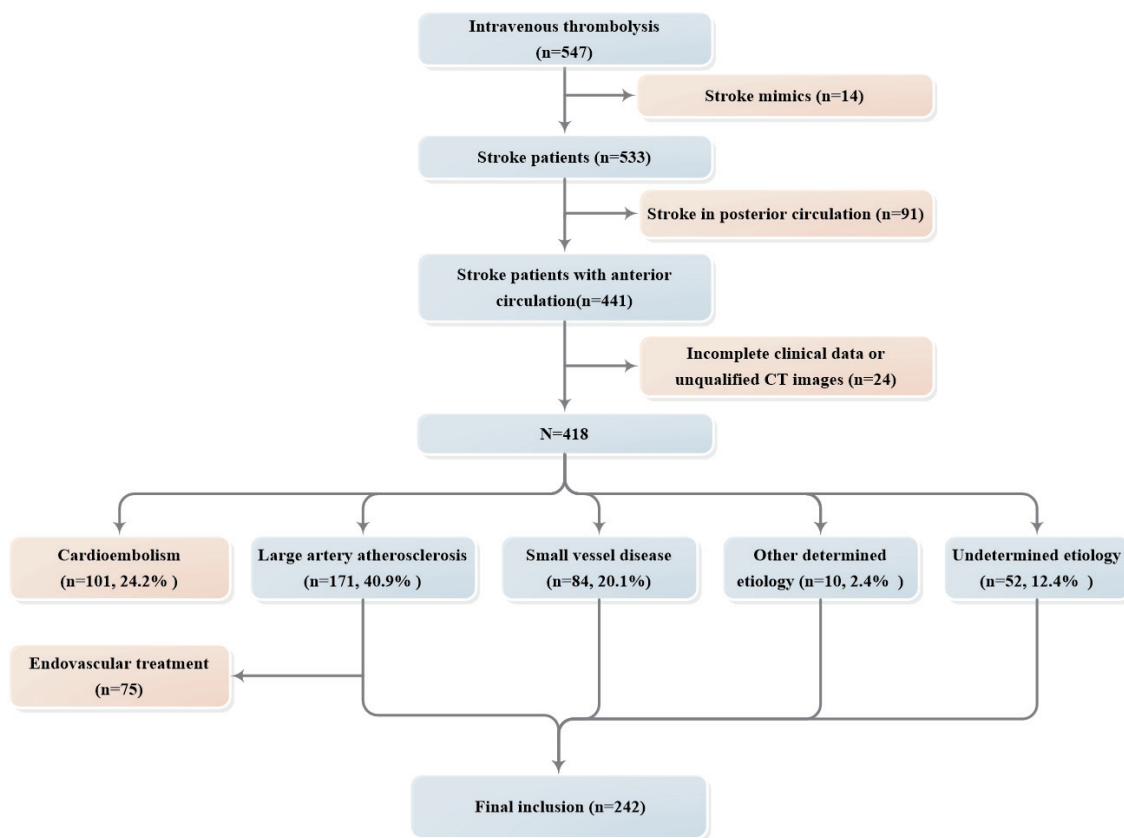 Intravenous thrombolysis
(n=547)
Stroke mimics (n=14)
Stroke patients (n=533)
Stroke in posterior circulation (n=91)
Stroke patients with anterior
circulation(n=441)
Incomplete clinical data or
unqualified CT images (n=24)
N=418
Cardioembolism
(n=101, 24.2% )
Large artery atherosclerosis
(n=171, 40.9% )
Small vessel disease
(n=84, 20.1%)
Other determined
etiology (n=10, 2.4% )
Undetermined etiology
(n=52, 12.4% )
Endovascular treatment
(n=75)
Final inclusion (n=242)